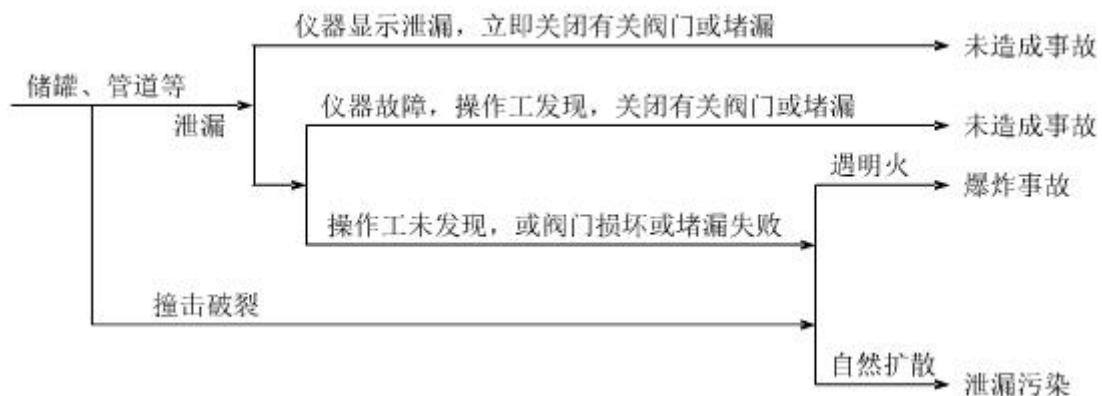 仪器显示泄漏，立即关闭有关阀门或堵漏
未造成事故
储罐、管道等
泄漏
仪器故障，操作工发现，关闭有关阀门或堵漏
未造成事故
遇明火
爆炸事故
操作工未发现，或阀门损坏或堵漏失败
撞击破裂
自然扩散
泄漏污染